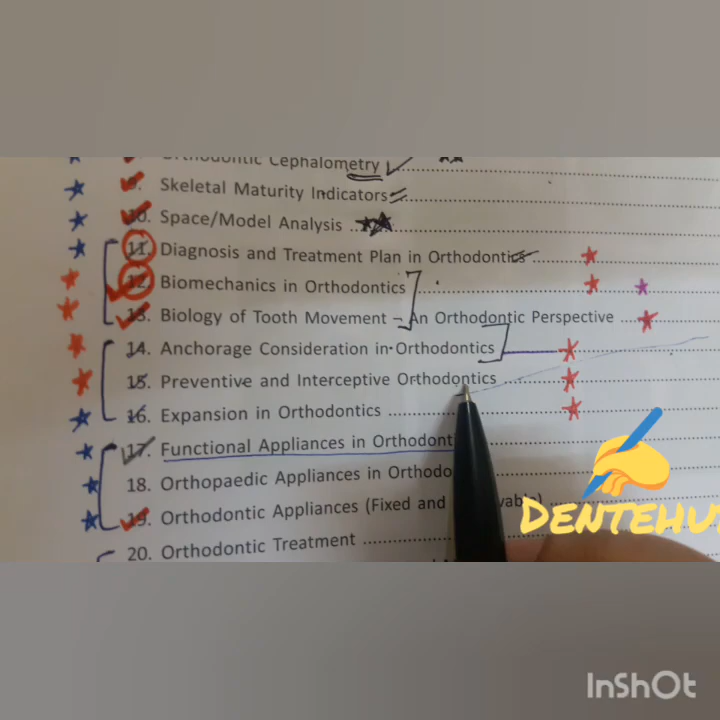 Orthodontic Cephalometry
9. Skeletal Maturity Indicators
10. Space/Model Analysis
11. Diagnosis and Treatment Plan in Orthodontics
12. Biomechanics in Orthodontics
13. Biology of Tooth Movement – An Orthodontic Perspective
14. Anchorage Consideration in Orthodontics
15. Preventive and Interceptive Orthodontics
16. Expansion in Orthodontics
17. Functional Appliances in Orthodont
18. Orthopaedic Appliances in Orthodo
19. Orthodontic Appliances (Fixed and vable)
20. Orthodontic Treatment
DENTEHU
InShOt